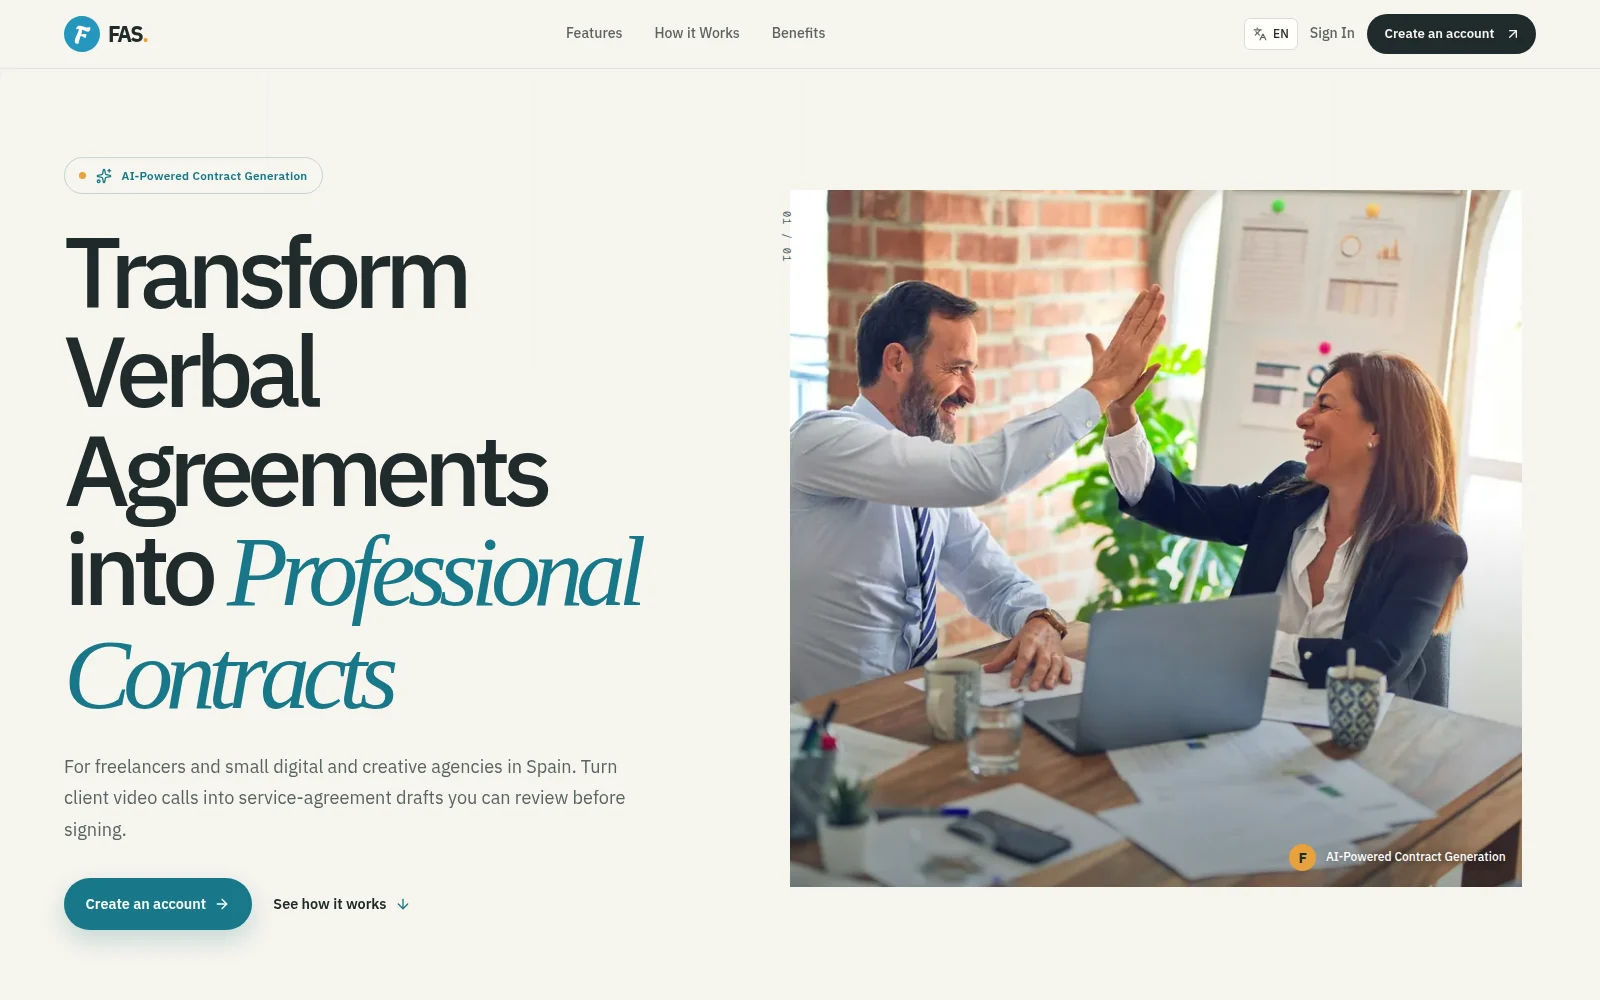 FAS.
Features
How it Works
Benefits
EN
Sign In
Create an account
AI-Powered Contract Generation
Transform
Verbal
Agreements
into Professional
Contracts
For freelancers and small digital and creative agencies in Spain. Turn
client video calls into service-agreement drafts you can review before
signing.
Create an account
See how it works
01 / 01
F
AI-Powered Contract Generation